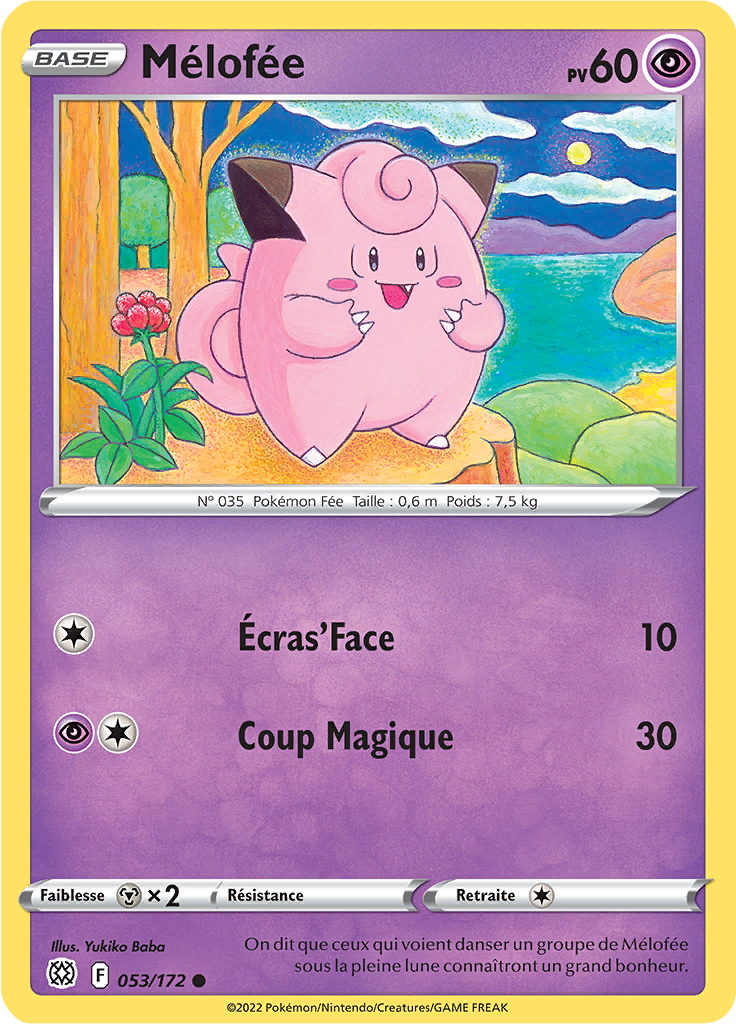 BASE Mélofée PV60
N° 035 Pokémon Fée Taille : 0,6 m Poids : 7,5 kg
Écras'Face 10
Coup Magique 30
Faiblesse ×2 Résistance Retraite
Illus. Yukiko Baba
On dit que ceux qui voient danser un groupe de Mélofée
sous la pleine lune connaîtront un grand bonheur.
F 053/172
©2022 Pokémon/Nintendo/Creatures/GAME FREAK